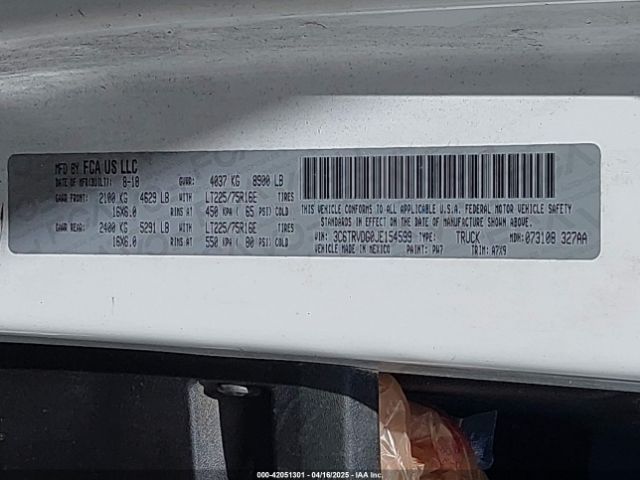 MFD BY FCA US LLC
DATE OF MFR(BUILT): 8-18 GVWR: 4037 KG 8900 LB
GAWR FRONT: 2100 KG 4629 LB LT225/75R16E TIRES
16X6.0 RIMS AT 450 KPA( 65 PSI) COLD
GAWR REAR: 2400 KG 5291 LB LT225/75R16E TIRES
16X6.0 RIMS AT 550 KPA( 80 PSI) COLD
THIS VEHICLE CONFORMS TO ALL APPLICABLE U.S.A. FEDERAL MOTOR VEHICLE SAFETY
STANDARDS IN EFFECT ON THE DATE OF MANUFACTURE SHOWN ABOVE.
VIN: 3C6TRVDG0JE154599 TYPE: TRUCK MDH: 073108 327AA
VEHICLE MADE IN MEXICO PAINT: PW7 TRIM: A7X9
000-42051301 - 04/16/2025 - IAAI Inc.